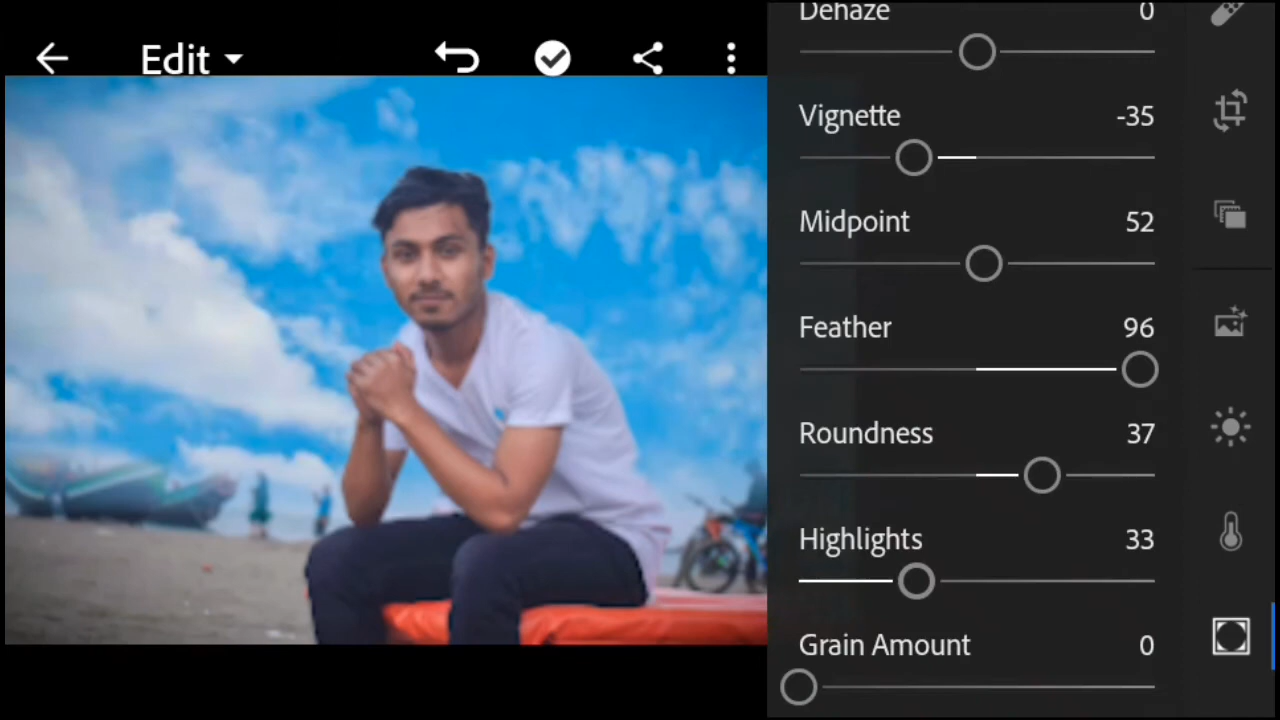 Edit
Dehaze 0
Vignette -35
Midpoint 52
Feather 96
Roundness 37
Highlights 33
Grain Amount 0